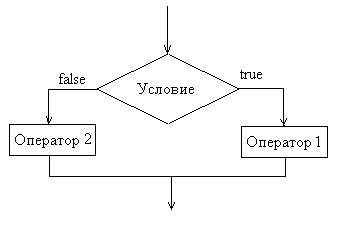 false
true
Условие
Оператор 2
Оператор 1